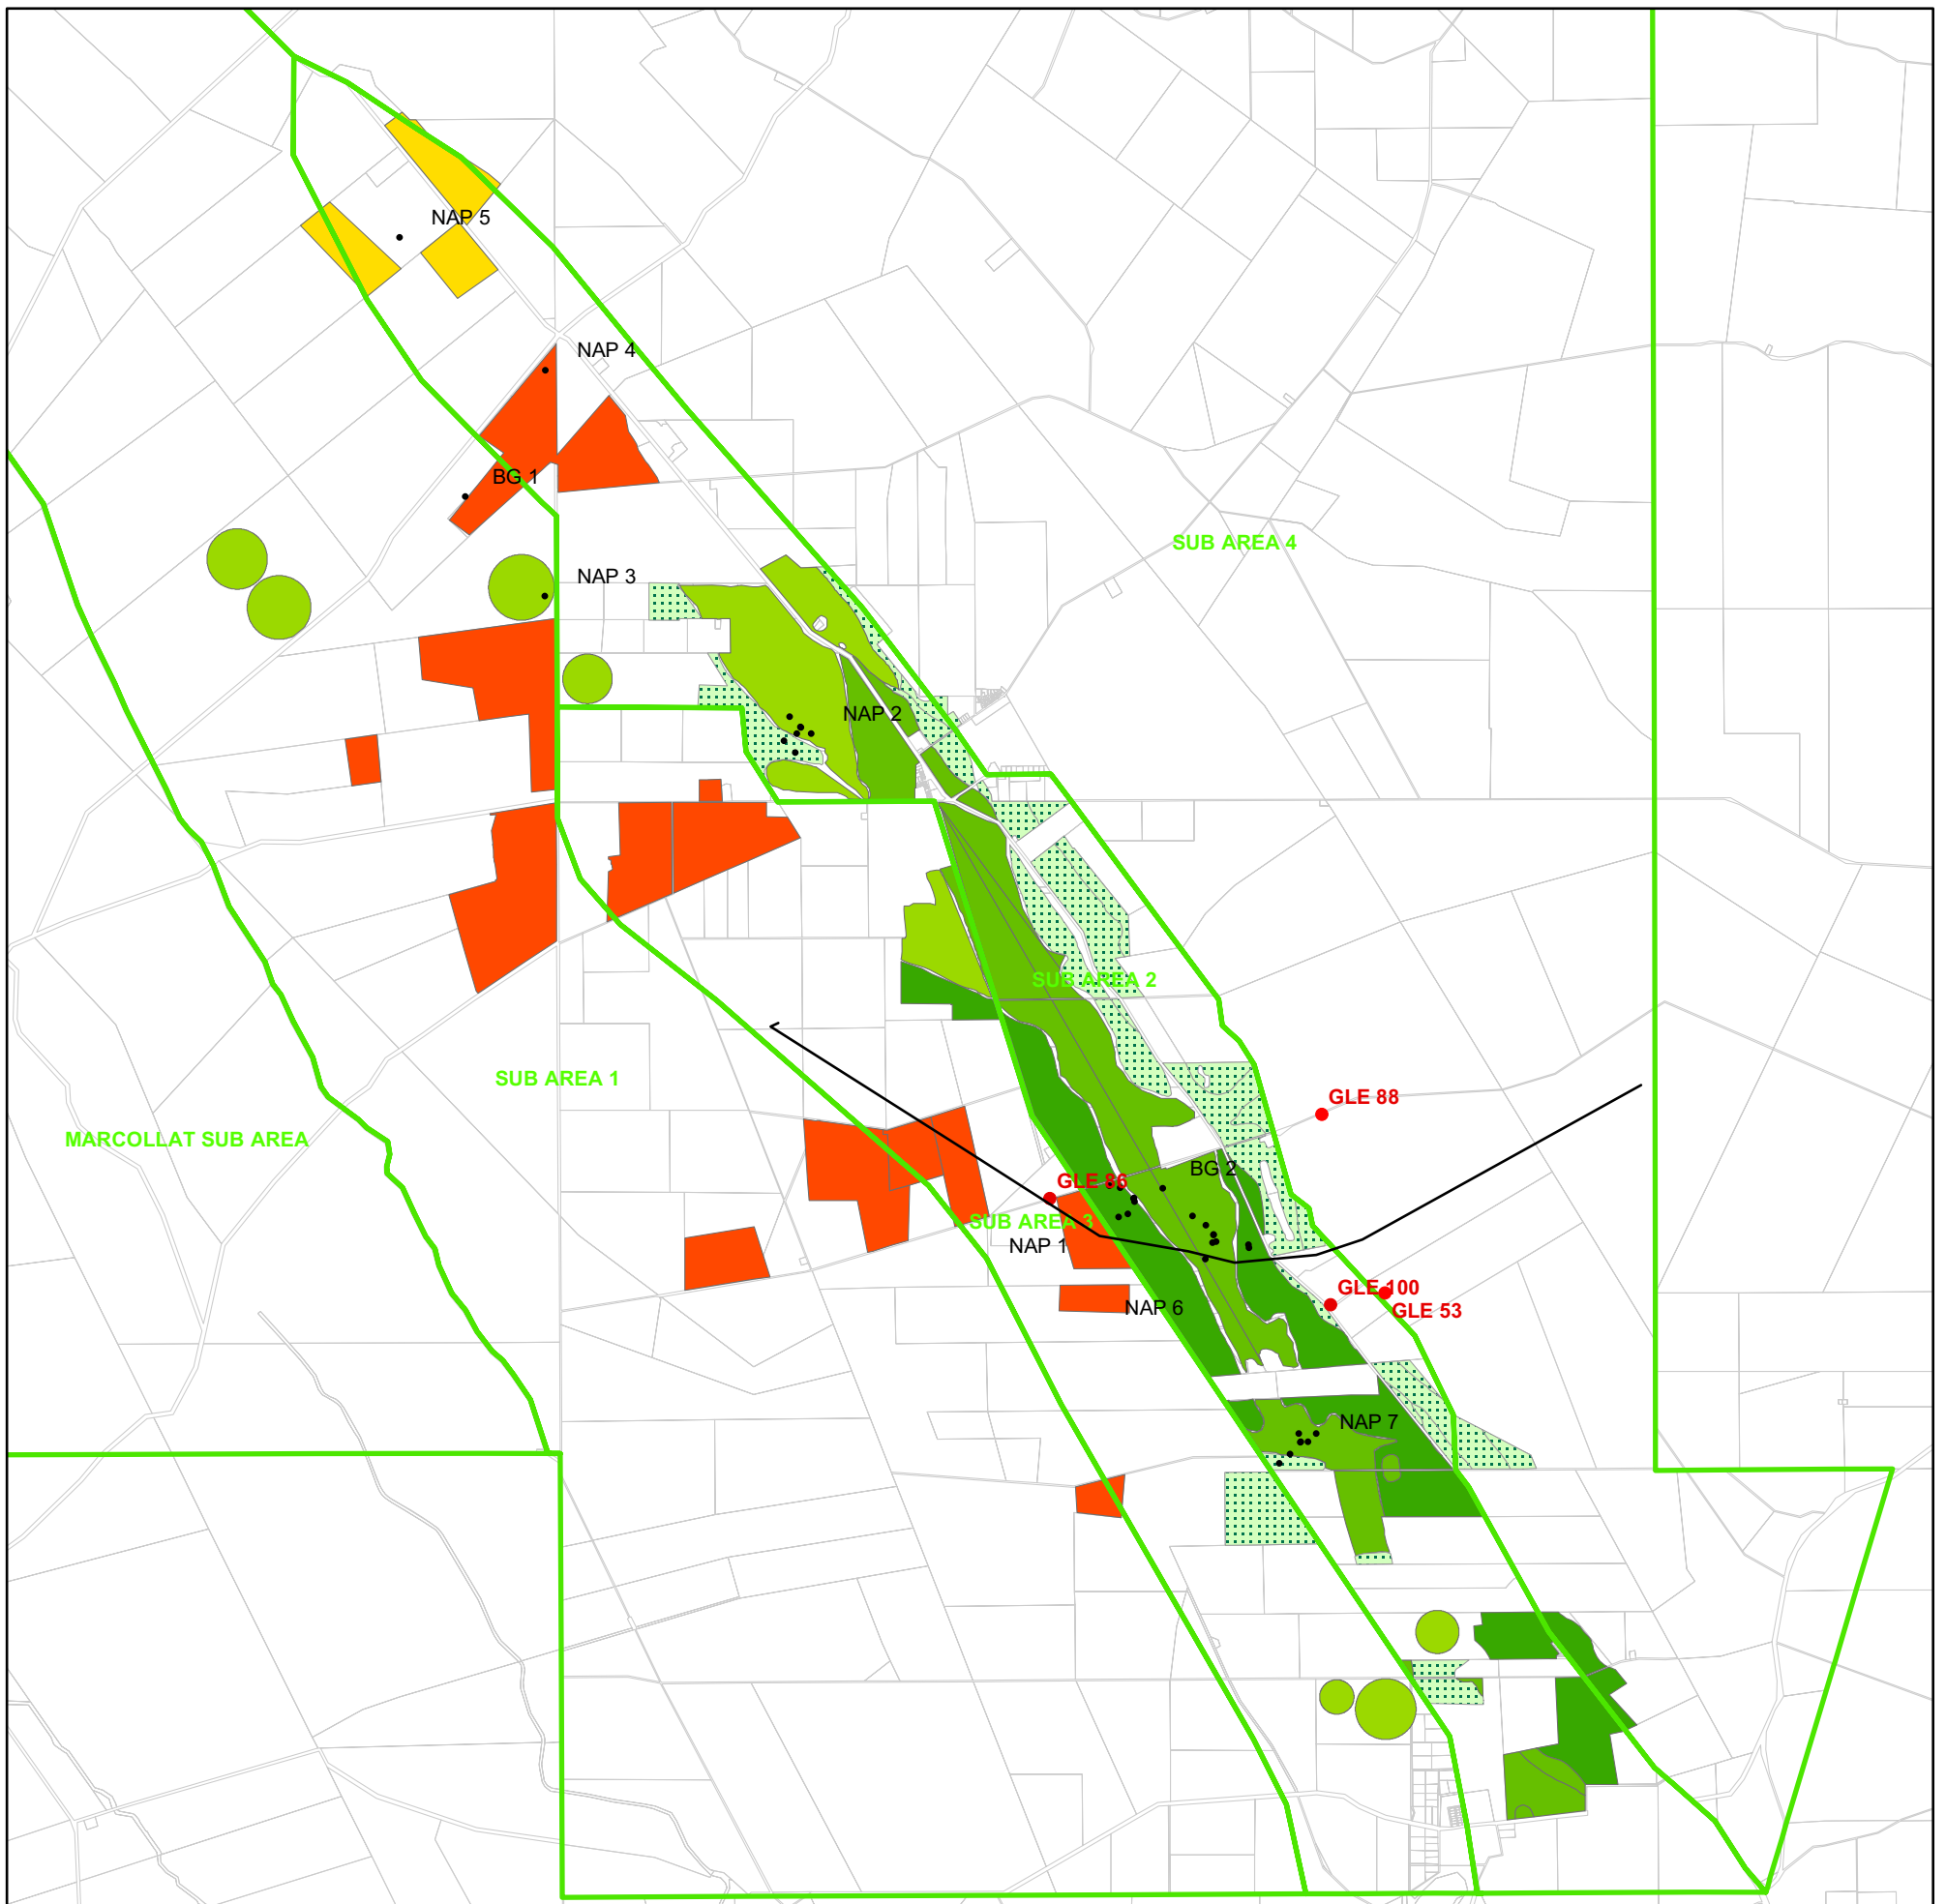 NAP 5
NAP 4
BG 1
SUB AREA 4
NAP 3
NAP 2
SUB AREA 2
SUB AREA 1
GLE 88
MARCOLLAT SUB AREA
BG 2
GLE 86
SUB AREA 3
NAP 1
GLE 100
NAP 6
GLE 53
NAP 7